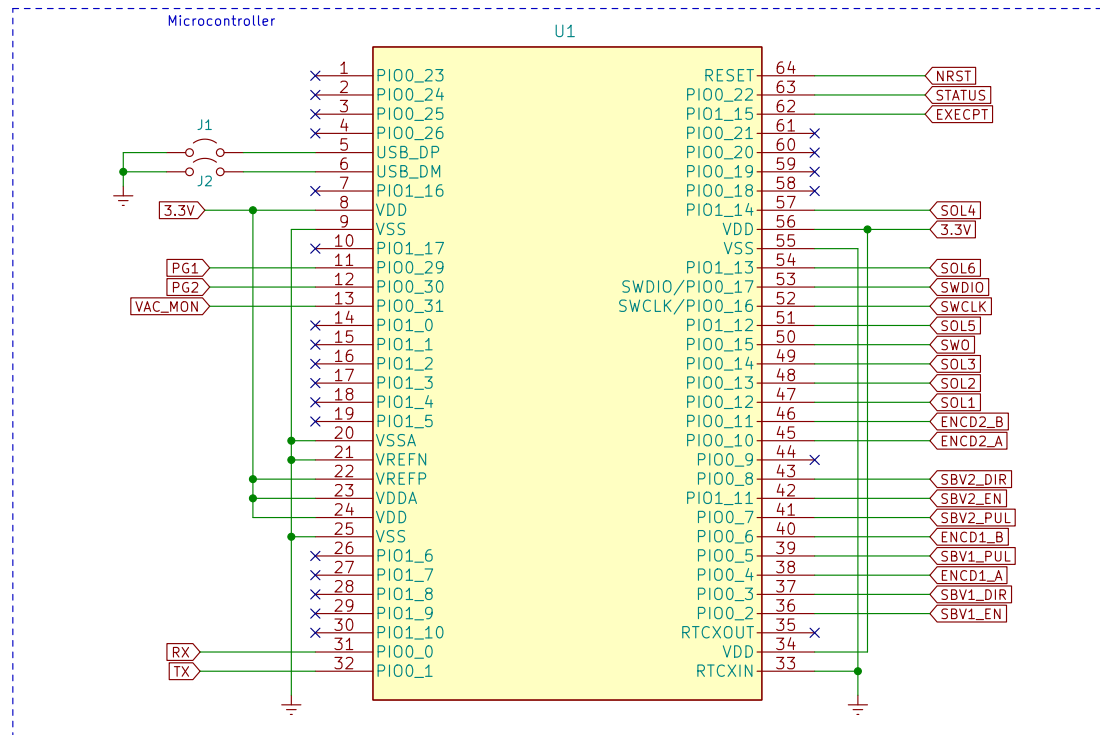 Microcontroller
U1
1 PIO0_23
2 PIO0_24
3 PIO0_25
4 PIO0_26
J1
5 USB_DP
6 USB_DM
J2
7 PIO1_16
3.3V 8 VDD
9 VSS
10 PIO1_17
PG1 11 PIO0_29
PG2 12 PIO0_30
VAC_MON 13 PIO0_31
14 PIO1_0
15 PIO1_1
16 PIO1_2
17 PIO1_3
18 PIO1_4
19 PIO1_5
20 VSSA
21 VREFN
22 VREFP
23 VDDA
24 VDD
25 VSS
26 PIO1_6
27 PIO1_7
28 PIO1_8
29 PIO1_9
30 PIO1_10
RX 31 PIO0_0
TX 32 PIO0_1
RESET 64 NRST
PIO0_22 63 STATUS
PIO1_15 62 EXECPT
PIO0_21 61
PIO0_20 60
PIO0_19 59
PIO0_18 58
PIO1_14 57 SOL4
VDD 56 3.3V
VSS 55
PIO1_13 54 SOL6
SWDIO/PIO0_17 53 SWDIO
SWCLK/PIO0_16 52 SWCLK
PIO1_12 51 SOL5
PIO0_15 50 SWO
PIO0_14 49 SOL3
PIO0_13 48 SOL2
PIO0_12 47 SOL1
PIO0_11 46 ENCD2_B
PIO0_10 45 ENCD2_A
PIO0_9 44
PIO0_8 43 SBV2_DIR
PIO1_11 42 SBV2_EN
PIO0_7 41 SBV2_PUL
PIO0_6 40 ENCD1_B
PIO0_5 39 SBV1_PUL
PIO0_4 38 ENCD1_A
PIO0_3 37 SBV1_DIR
PIO0_2 36 SBV1_EN
RTCXOUT 35
VDD 34
RTCXIN 33